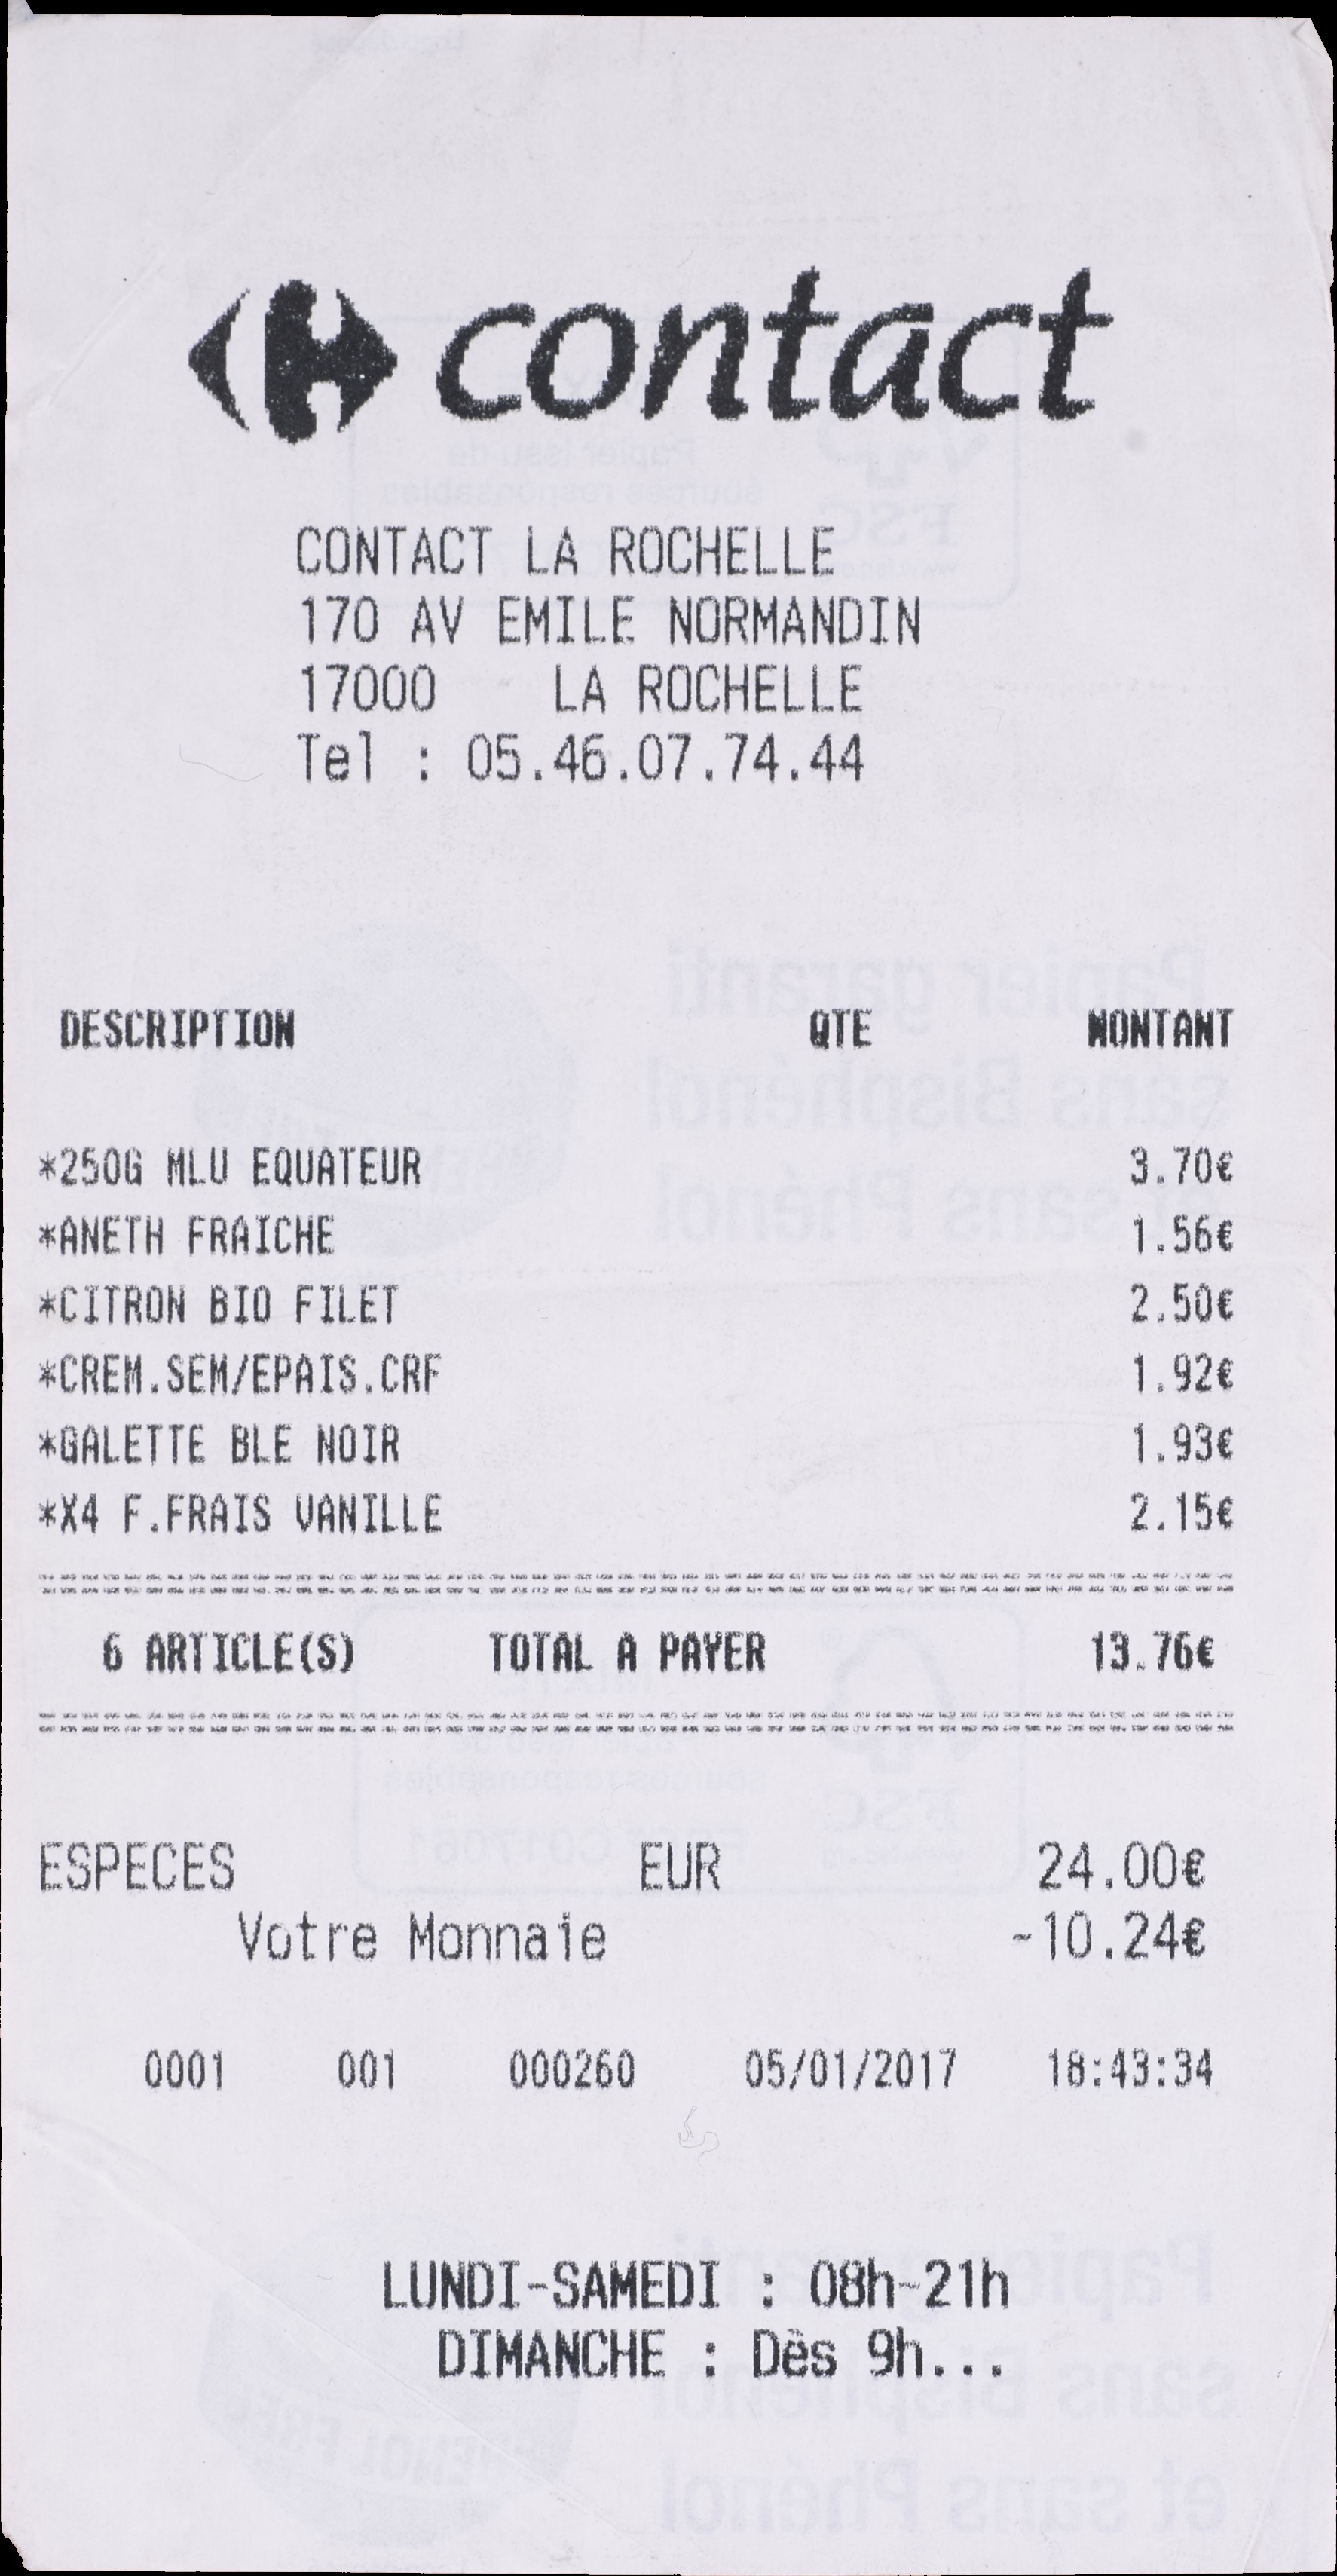 contact
CONTACT LA ROCHELLE
170 AV EMILE NORMANDIN
17000 LA ROCHELLE
Tel : 05.46.07.74.44
DESCRIPTION QTE MONTANT
*250G MLU EQUATEUR 3.70€
*ANETH FRAICHE 1.56€
*CITRON BIO FILET 2.50€
*CREM.SEM/EPAIS.CRF 1.92€
*GALETTE BLE NOIR 1.93€
*X4 F.FRAIS VANILLE 2.15€
6 ARTICLE(S) TOTAL A PAYER 13.76€
ESPECES EUR 24.00€
Votre Monnaie -10.24€
0001 001 000260 05/01/2017 18:43:34
LUNDI-SAMEDI : 08h-21h
DIMANCHE : Dès 9h...